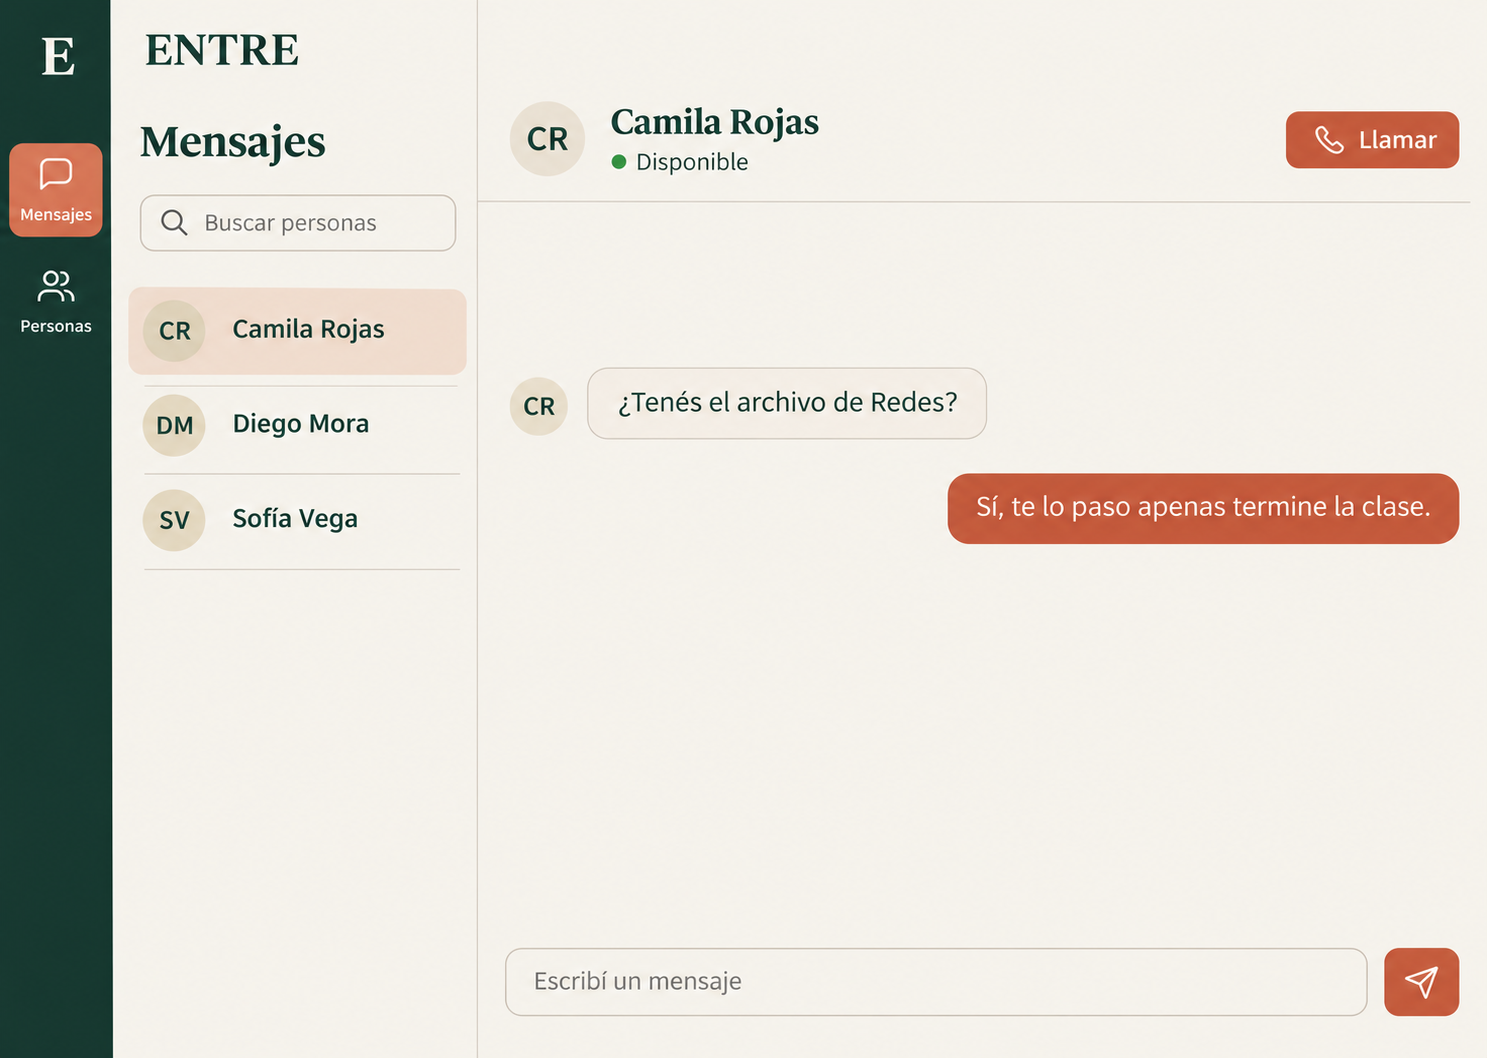 E
Mensajes
Personas
ENTRE
Mensajes
Buscar personas
CR
Camila Rojas
DM
Diego Mora
SV
Sofía Vega
CR
Camila Rojas
Disponible
Llamar
CR
¿Tenés el archivo de Redes?
Sí, te lo paso apenas termine la clase.
Escribí un mensaje